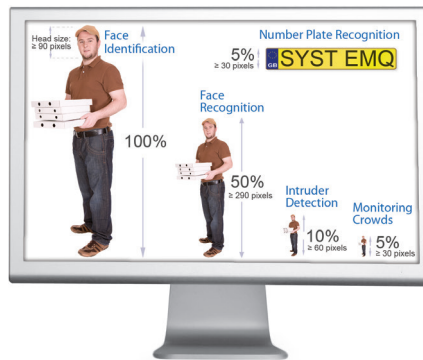 Head size:
≥ 90 pixels
Face
Identification
100%
Number Plate Recognition
5%
≥ 30 pixels
GB
SYST EMQ
Face
Recognition
50%
≥ 290 pixels
Intruder
Detection
10%
≥ 60 pixels
Monitoring
Crowds
5%
≥ 30 pixels